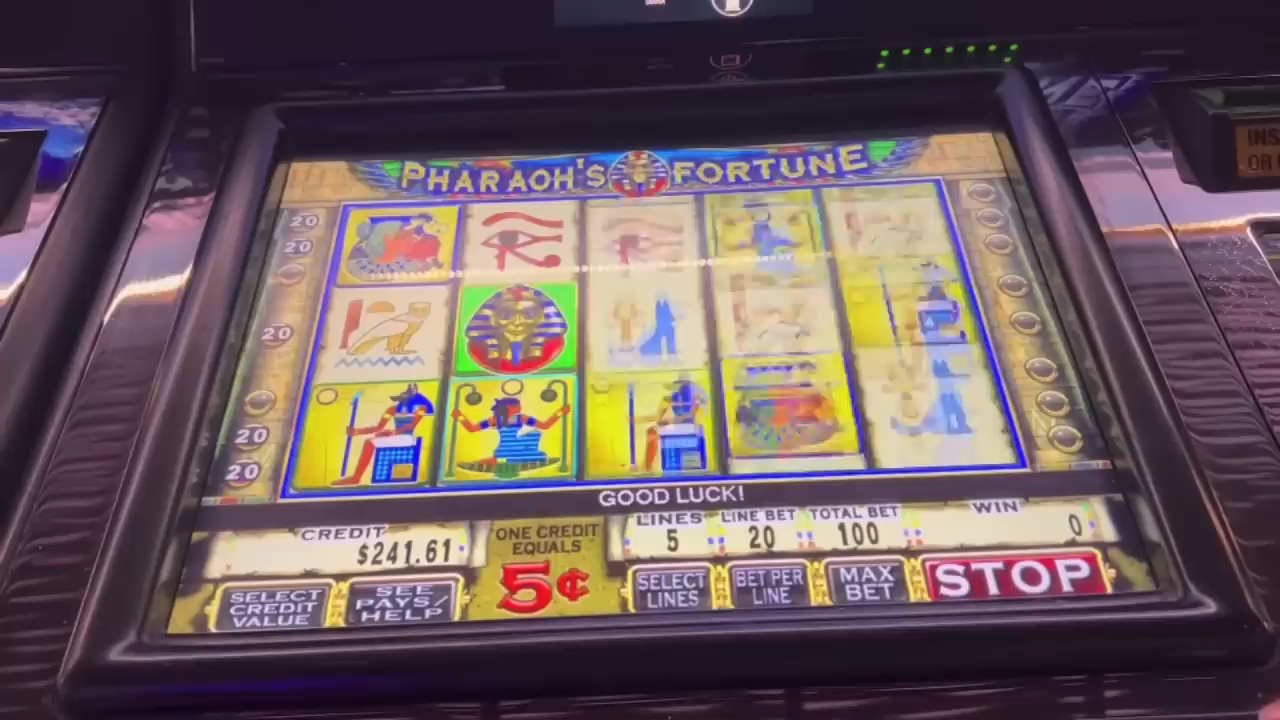 PHARAOH'S FORTUNE
20
20
20
20
20
GOOD LUCK!
CREDIT
$241.61
ONE CREDIT
EQUALS
5¢
LINES
5
LINE BET
20
TOTAL BET
100
WIN
0
SELECT
CREDIT
VALUE
SEE
PAYS/
HELP
SELECT
LINES
BET PER
LINE
MAX
BET
STOP
INS
OR